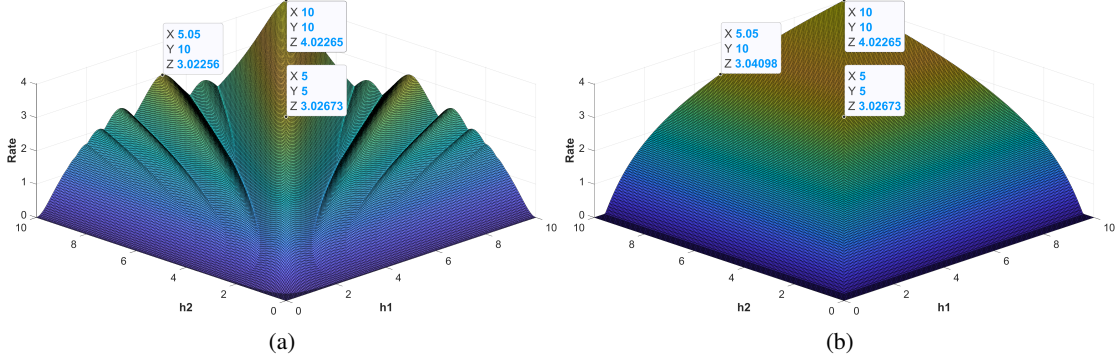 X 5.05
Y 10
Z 3.02256
X 10
Y 10
Z 4.02265
X 5
Y 5
Z 3.02673
Rate
4
3
2
1
0
10
8
6
4
2
0
h2
0
2
4
6
8
10
h1
(a)
X 5.05
Y 10
Z 3.04098
X 10
Y 10
Z 4.02265
X 5
Y 5
Z 3.02673
Rate
4
3
2
1
0
10
8
6
4
2
0
h2
0
2
4
6
8
10
h1
(b)